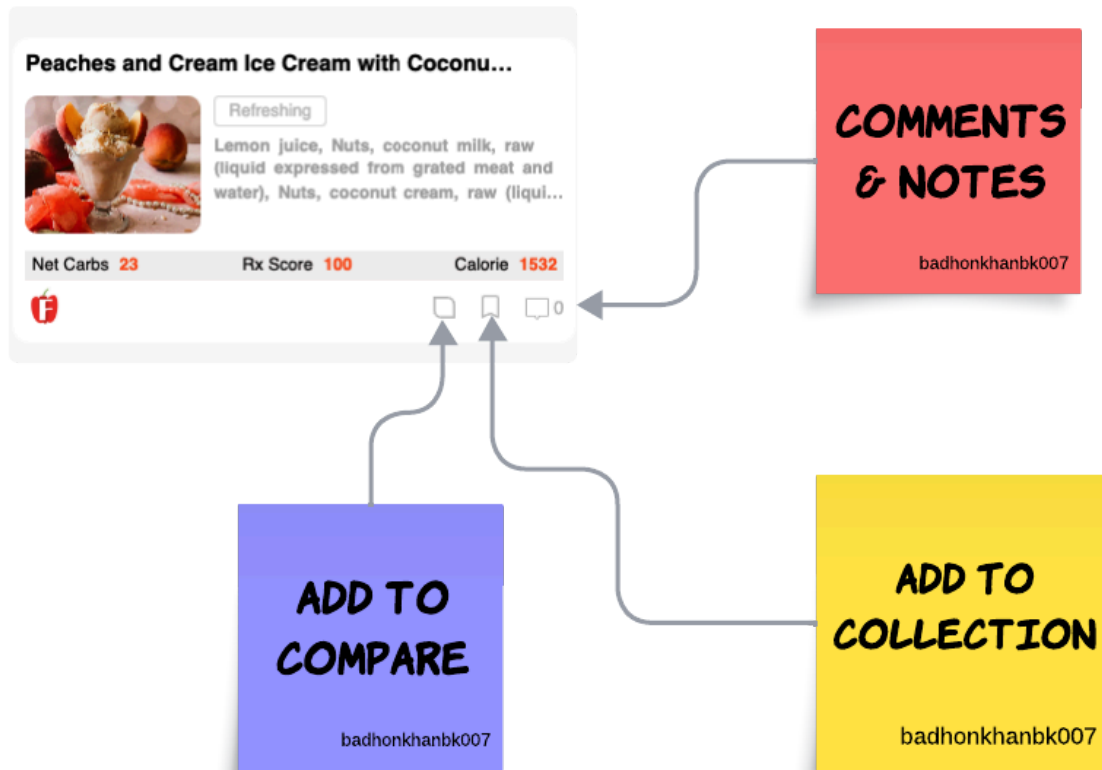 Peaches and Cream Ice Cream with Coconu...
Refreshing
Lemon juice, Nuts, coconut milk, raw
(liquid expressed from grated meat and
water), Nuts, coconut cream, raw (liqui...
Net Carbs 23 Rx Score 100 Calorie 1532
F
0
COMMENTS
& NOTES
badhonkhanbk007
ADD TO
COMPARE
badhonkhanbk007
ADD TO
COLLECTION
badhonkhanbk007